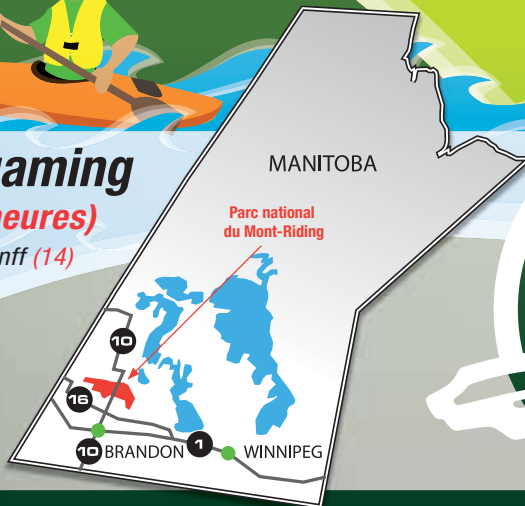 MANITOBA
aming
eures)
nff (14)
Parc national
du Mont-Riding
10
16
10
BRANDON
1
WINNIPEG